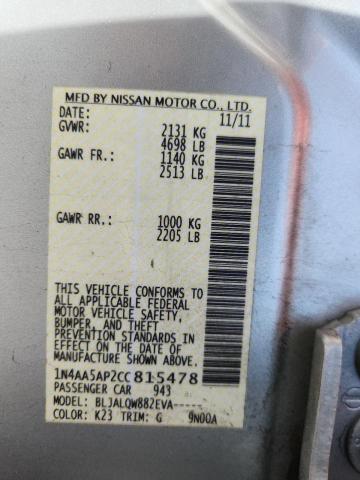 MFD BY NISSAN MOTOR CO., LTD.
DATE: 11/11
GVWR: 2131 KG
4698 LB
GAWR FR.: 1140 KG
2513 LB
GAWR RR.: 1000 KG
2205 LB
THIS VEHICLE CONFORMS TO
ALL APPLICABLE FEDERAL
MOTOR VEHICLE SAFETY,
BUMPER, AND THEFT
PREVENTION STANDARDS IN
EFFECT ON THE DATE OF
MANUFACTURE SHOWN ABOVE.
1N4AA5AP2CC815478
PASSENGER CAR 943
MODEL: BLJALQW882EVA-----
COLOR: K23 TRIM: G 9N00A